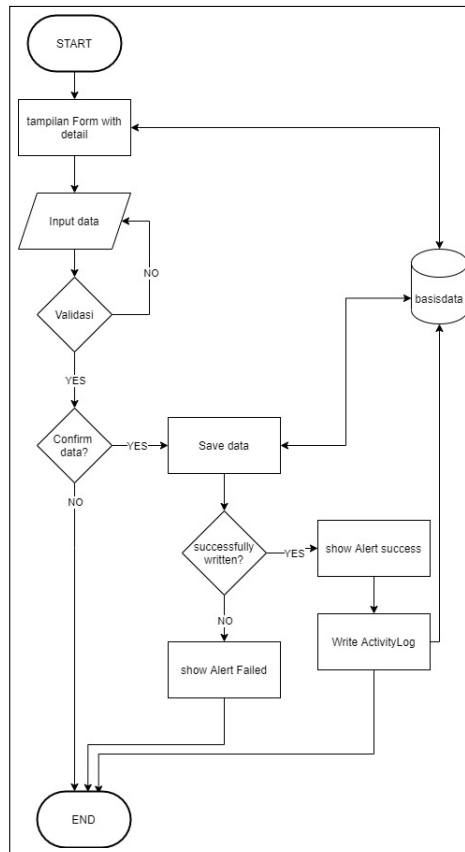 START
tampilan Form with
detail
Input data
NO
basisdata
Validasi
YES
Confirm
data?
YES
Save data
NO
successfully
written?
YES
show Alert success
NO
Write ActivityLog
show Alert Failed
END